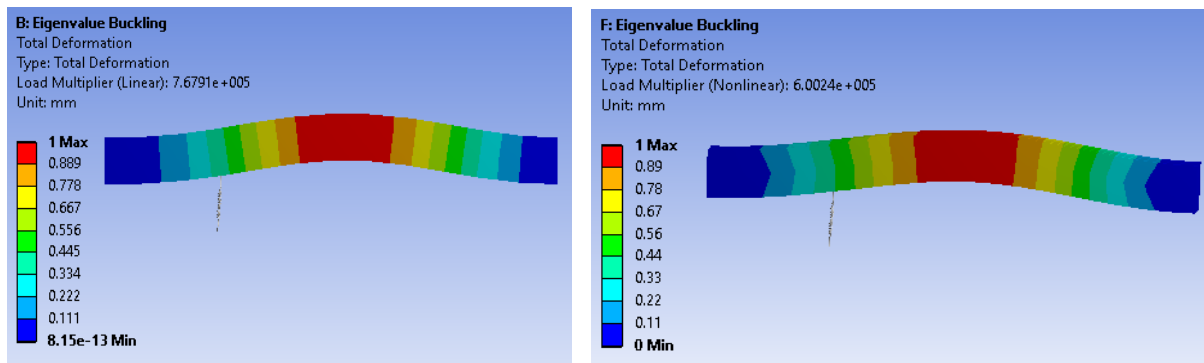 B: Eigenvalue Buckling
Total Deformation
Type: Total Deformation
Load Multiplier (Linear): 7.6791e+005
Unit: mm
1 Max
0.889
0.778
0.667
0.556
0.445
0.334
0.222
0.111
8.15e-13 Min
F: Eigenvalue Buckling
Total Deformation
Type: Total Deformation
Load Multiplier (Nonlinear): 6.0024e+005
Unit: mm
1 Max
0.89
0.78
0.67
0.56
0.44
0.33
0.22
0.11
0 Min